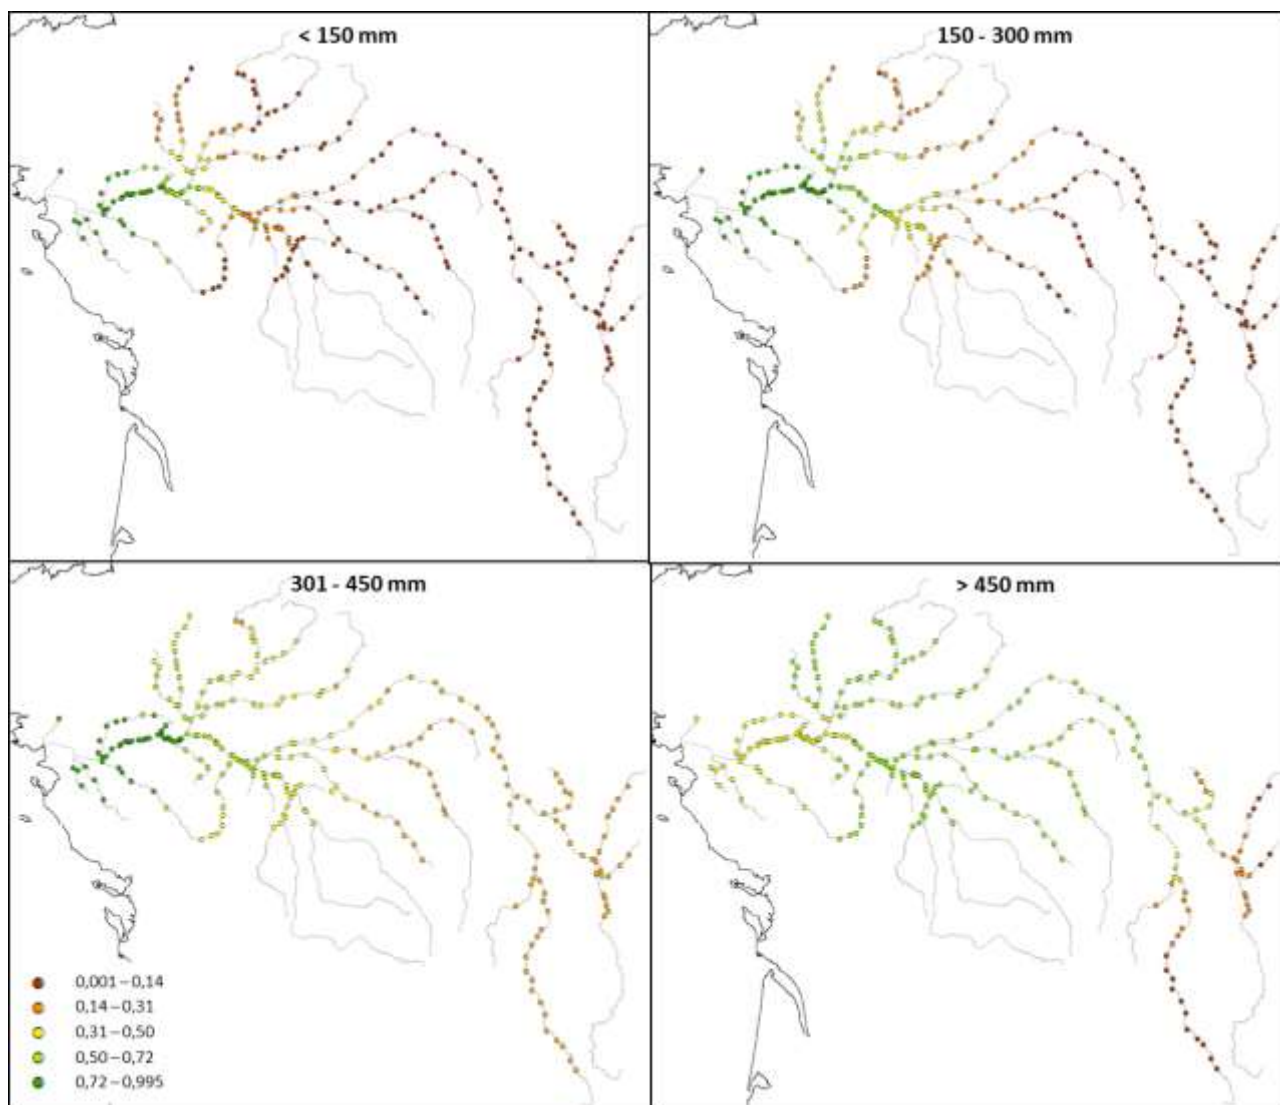 < 150 mm
150 - 300 mm
301 - 450 mm
> 450 mm
0,001 – 0,14
0,14 – 0,31
0,31 – 0,50
0,50 – 0,72
0,72 – 0,995